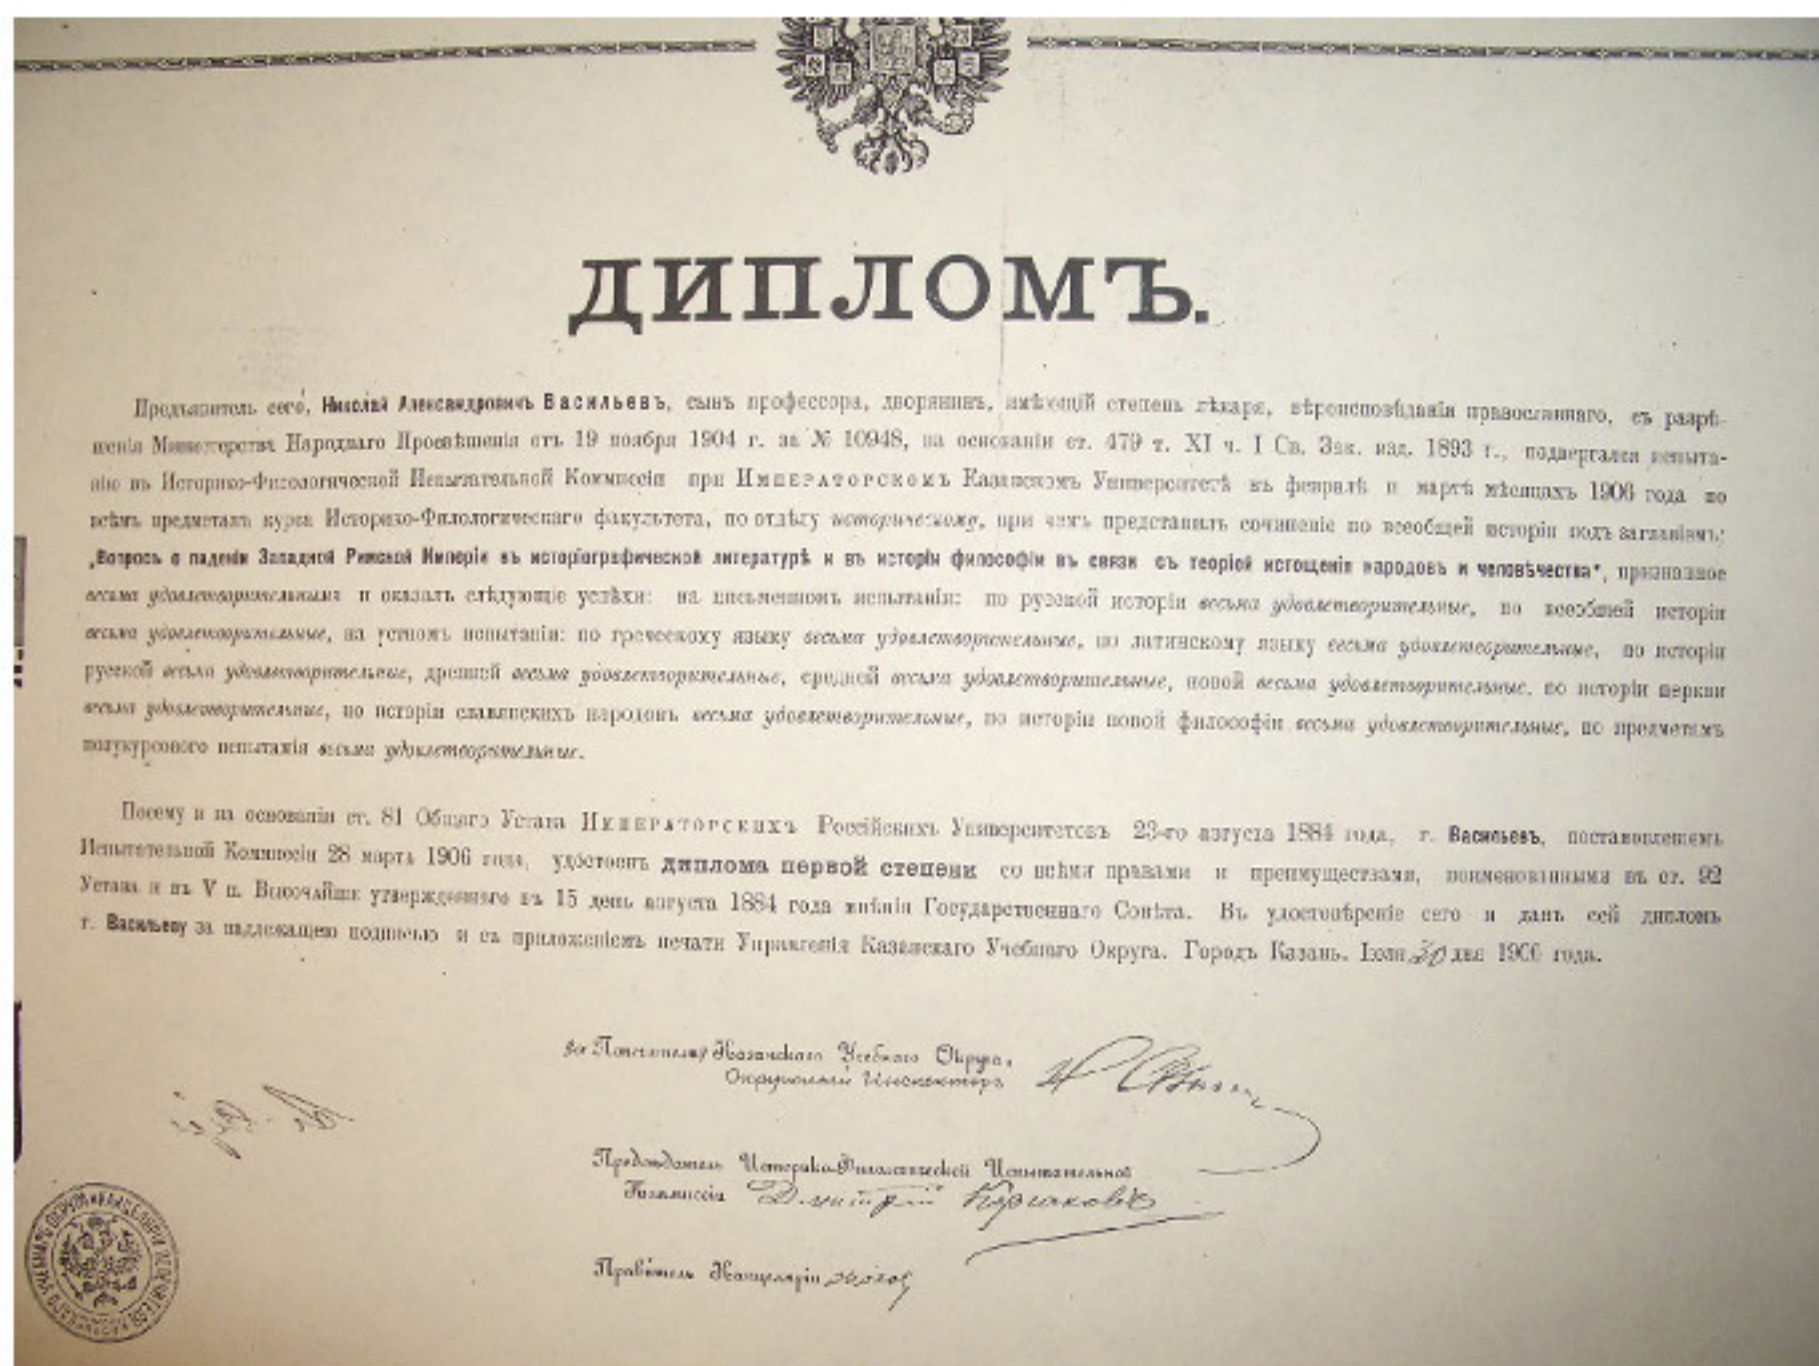 ДИПЛОМЪ.
Предъявитель сего, Николай Александровичъ Васильевъ, сынъ профессора, дворянинъ, имѣющій степень лѣкаря, вѣроисповѣданія православнаго, съ разрѣ-
шенія Министерства Народнаго Просвѣщенія отъ 19 ноября 1904 г. за № 10948, на основаніи ст. 479 т. XI ч. I Св. Зак. изд. 1893 г., подвергался испыта-
нію въ Историко-Филологической Испытательной Коммиссіи при ИМПЕРАТОРСКОМЪ Казанскомъ Университетѣ въ февралѣ и мартѣ мѣсяцахъ 1906 года по
всѣмъ предметамъ курса Историко-Филологическаго факультета, по отдѣлу историческому, при чемъ представилъ сочиненіе по всеобщей исторіи подъ заглавіемъ:
„Вопросъ о паденіи Западной Римской Имперіи въ исторіографической литературѣ и въ исторіи философіи въ связи съ теоріей истощенія народовъ и человѣчества“, признанное
весьма удовлетворительнымъ и оказалъ слѣдующіе успѣхи: на письменномъ испытаніи: по русской исторіи весьма удовлетворительные, по всеобщей исторіи
весьма удовлетворительные, на устномъ испытаніи: по греческому языку весьма удовлетворительные, по латинскому языку весьма удовлетворительные, по исторіи
русской весьма удовлетворительные, древней весьма удовлетворительные, средней весьма удовлетворительные, новой весьма удовлетворительные, по исторіи церкви
весьма удовлетворительные, по исторіи славянскихъ народовъ весьма удовлетворительные, по исторіи новой философіи весьма удовлетворительные, по предметамъ
полукурсового испытанія весьма удовлетворительные.
Посему и на основаніи ст. 81 Общаго Устава ИМПЕРАТОРСКИХЪ Россійскихъ Университетовъ 23-го августа 1884 года, г. Васильевъ, постановленіемъ
Испытательной Коммиссіи 28 марта 1906 года, удостоенъ диплома первой степени со всѣми правами и преимуществами, поименованными въ ст. 92
Устава и въ V п. Высочайше утвержденнаго въ 15 день августа 1884 года мнѣнія Государственнаго Совѣта. Въ удостовѣреніе сего и данъ сей дипломъ
г. Васильеву за надлежащею подписью и съ приложеніемъ печати Управленія Казанскаго Учебнаго Округа. Городъ Казань. Іюля 30 дня 1906 года.
За Попечителя Казанскаго Учебнаго Округа,
Окружной Инспекторъ
Предсѣдатель Историко-Филологической Испытательной
Коммиссіи Дмитрій Корсаковъ
Правитель Канцеляріи